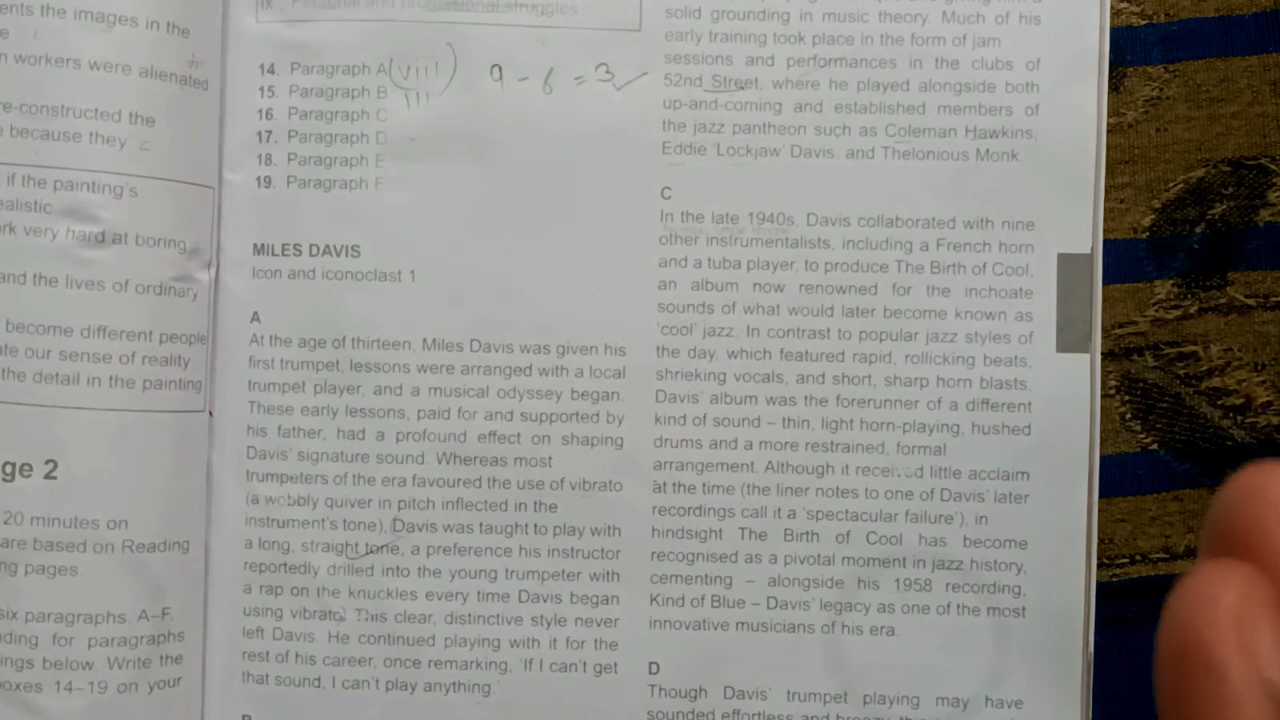 ents the images in the
e
n workers were alienated
re-constructed the
e because they c
if the painting's
ealistic
ork very hard at boring
and the lives of ordinary
become different people
ate our sense of reality
the detail in the painting
ge 2
20 minutes on
are based on Reading
ng pages
six paragraphs, A–F.
ding for paragraphs
ings below. Write the
boxes 14–19 on your
ix Personal and professional struggles
14. Paragraph A (viii)
15. Paragraph B iii
16. Paragraph C
17. Paragraph D
18. Paragraph E
19. Paragraph F
9 - 6 = 3
MILES DAVIS
Icon and iconoclast 1
A
At the age of thirteen, Miles Davis was given his
first trumpet, lessons were arranged with a local
trumpet player, and a musical odyssey began.
These early lessons, paid for and supported by
his father, had a profound effect on shaping
Davis' signature sound. Whereas most
trumpeters of the era favoured the use of vibrato
(a wobbly quiver in pitch inflected in the
instrument's tone), Davis was taught to play with
a long, straight tone, a preference his instructor
reportedly drilled into the young trumpeter with
a rap on the knuckles every time Davis began
using vibrato. This clear, distinctive style never
left Davis. He continued playing with it for the
rest of his career, once remarking, 'If I can't get
that sound, I can't play anything.'
B
solid grounding in music theory. Much of his
early training took place in the form of jam
sessions and performances in the clubs of
52nd Street, where he played alongside both
up-and-coming and established members of
the jazz pantheon such as Coleman Hawkins,
Eddie 'Lockjaw' Davis, and Thelonious Monk.
C
In the late 1940s, Davis collaborated with nine
other instrumentalists, including a French horn
and a tuba player, to produce The Birth of Cool,
an album now renowned for the inchoate
sounds of what would later become known as
'cool' jazz. In contrast to popular jazz styles of
the day, which featured rapid, rollicking beats,
shrieking vocals, and short, sharp horn blasts,
Davis' album was the forerunner of a different
kind of sound – thin, light horn-playing, hushed
drums and a more restrained, formal
arrangement. Although it received little acclaim
at the time (the liner notes to one of Davis' later
recordings call it a 'spectacular failure'), in
hindsight The Birth of Cool has become
recognised as a pivotal moment in jazz history,
cementing – alongside his 1958 recording,
Kind of Blue – Davis' legacy as one of the most
innovative musicians of his era.
D
Though Davis' trumpet playing may have
sounded effortless and